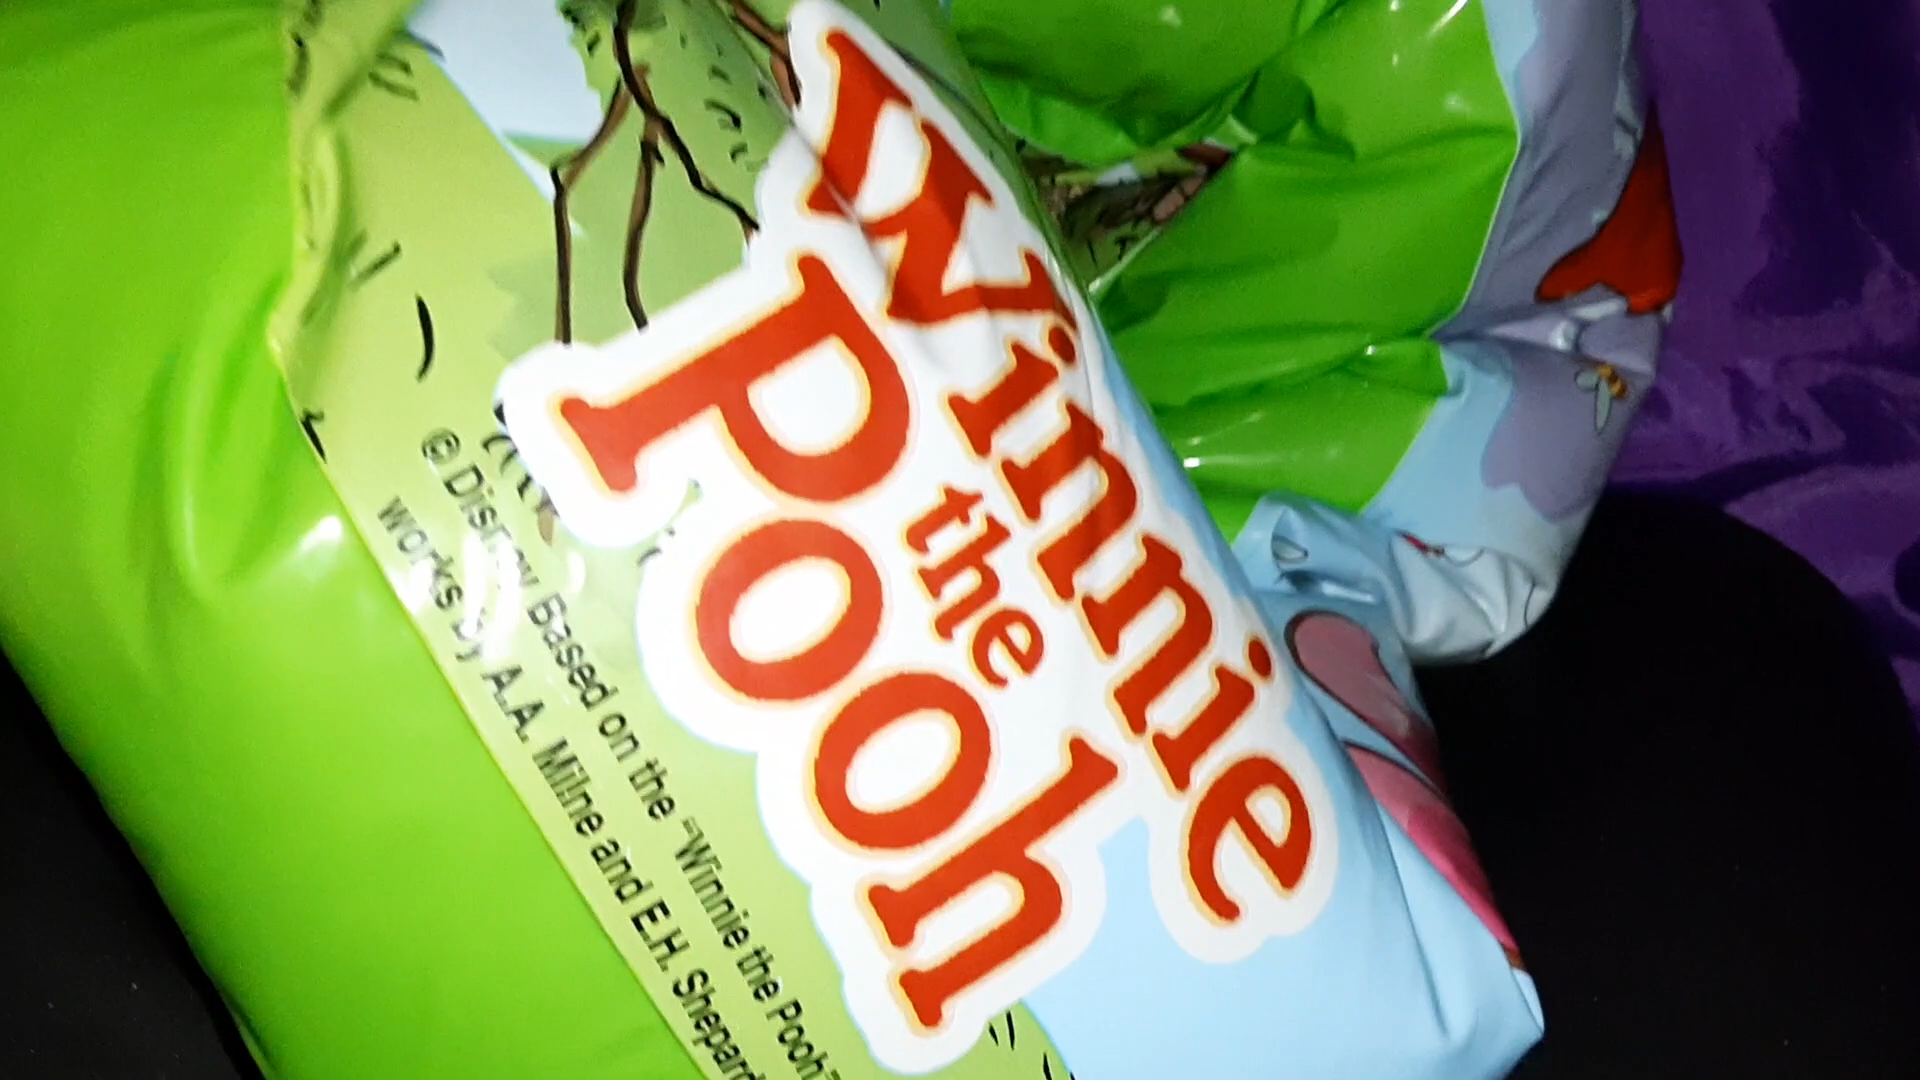 Winnie
the
Pooh
© Disney Based on the "Winnie the Pooh"
works by A.A. Milne and E.H. Shepard